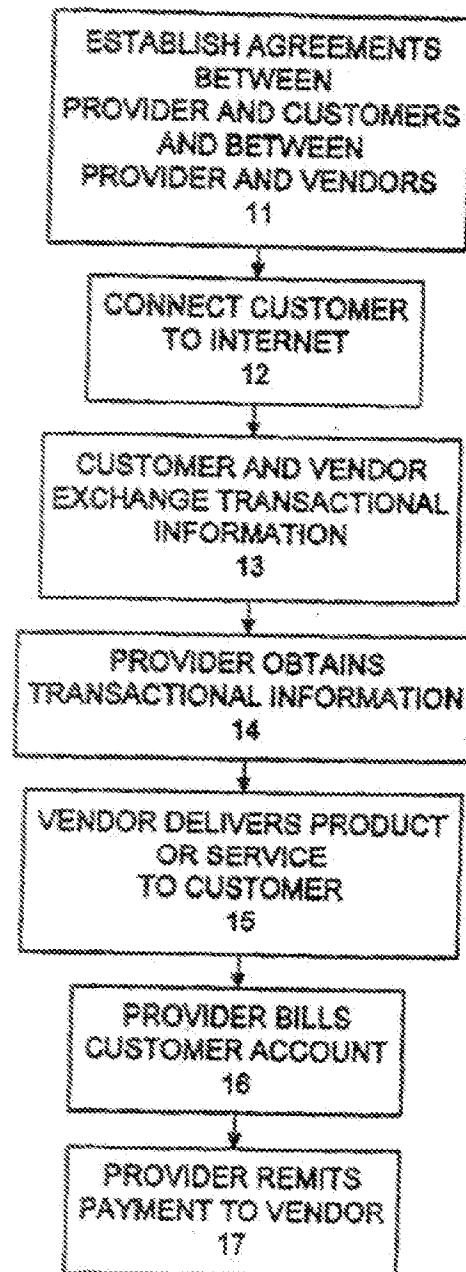 ESTABLISH AGREEMENTS
BETWEEN
PROVIDER AND CUSTOMERS
AND BETWEEN
PROVIDER AND VENDORS
11
CONNECT CUSTOMER
TO INTERNET
12
CUSTOMER AND VENDOR
EXCHANGE TRANSACTIONAL
INFORMATION
13
PROVIDER OBTAINS
TRANSACTIONAL INFORMATION
14
VENDOR DELIVERS PRODUCT
OR SERVICE
TO CUSTOMER
15
PROVIDER BILLS
CUSTOMER ACCOUNT
16
PROVIDER REMITS
PAYMENT TO VENDOR
17